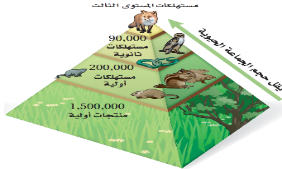 مستهلكات المستوى الثالث
90,000
مستهلكات
ثانوية
200,000
مستهلكات
أولية
1,500,000
منتجات أولية
يقل حجم الجماعة الحيوية